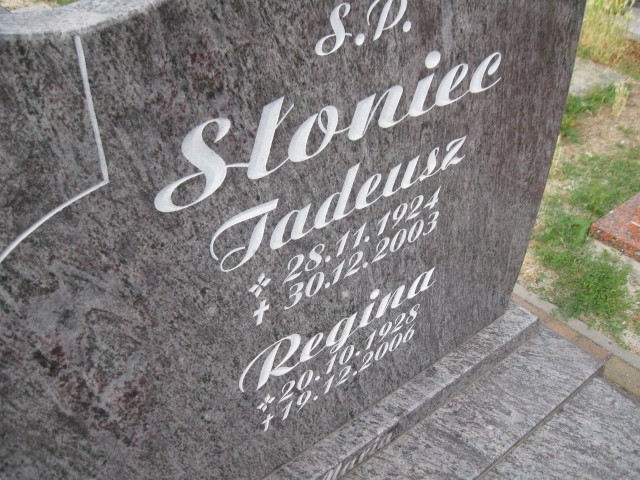 Ś.P.
Słoniec
Tadeusz
28.11.1924
✝ 30.12.2003
Regina
20.10.1928
✝ 19.12.2006